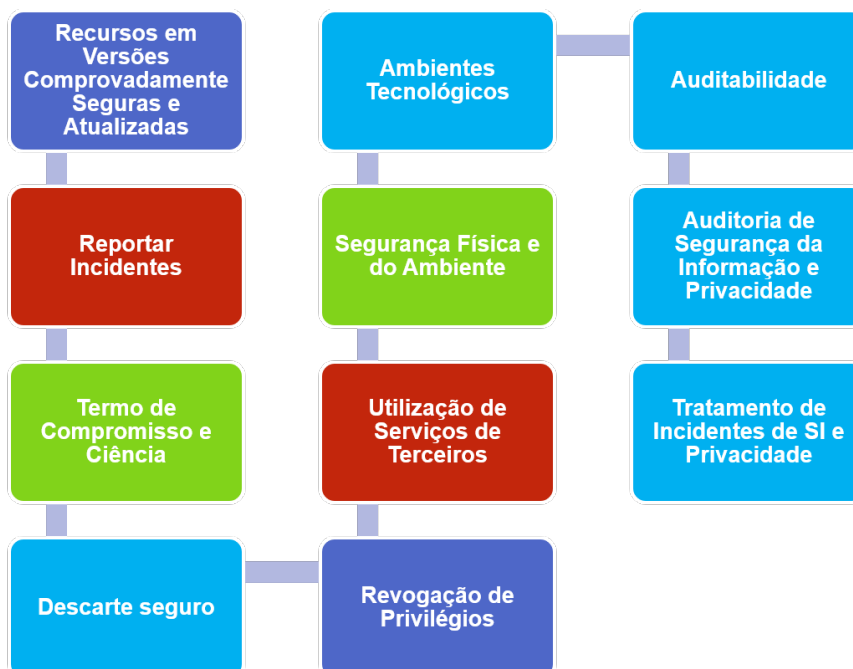 Recursos em
Versões
Comprovadamente
Seguras e
Atualizadas
Reportar
Incidentes
Termo de
Compromisso e
Ciência
Descarte seguro
Revogação de
Privilégios
Utilização de
Serviços de
Terceiros
Segurança Física e
do Ambiente
Ambientes
Tecnológicos
Auditabilidade
Auditoria de
Segurança da
Informação e
Privacidade
Tratamento de
Incidentes de SI e
Privacidade